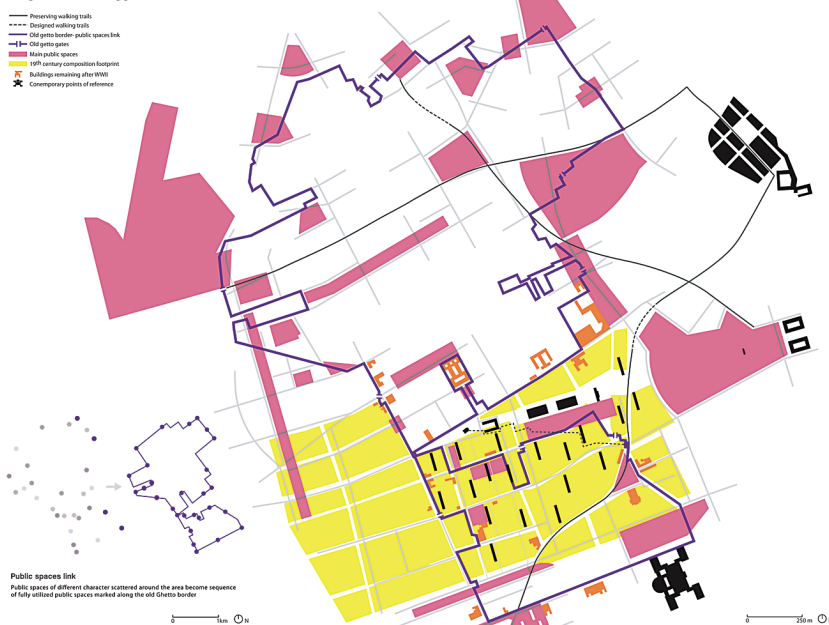 Preserving walking trails
Designed walking trails
Old getto border- public spaces link
Old getto gates
Main public spaces
19th century composition footprint
Buildings remaining after WWII
Conemporary points of reference
Public spaces link
Public spaces of different character scattered around the area become sequence
of fully utilized public spaces marked along the old Ghetto border
0 1km N
0 250 m